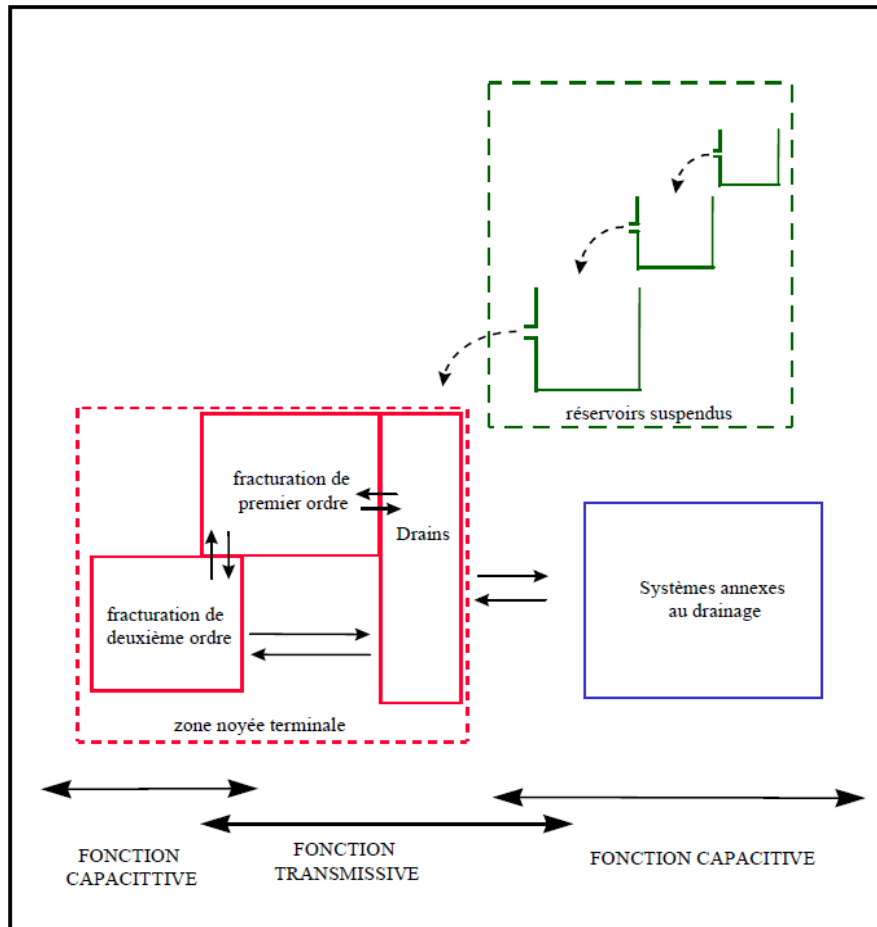 réservoirs suspendus
fracturation de
premier ordre
Drains
fracturation de
deuxième ordre
Systèmes annexes
au drainage
zone noyée terminale
FONCTION
CAPACITTIVE
FONCTION
TRANSMISSIVE
FONCTION CAPACITIVE